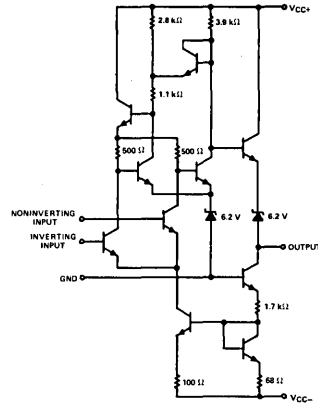 VCC+
2.8 kΩ
3.9 kΩ
1.1 kΩ
500 Ω
500 Ω
NONINVERTING
INPUT
6.2 V
6.2 V
INVERTING
INPUT
OUTPUT
GND
1.7 kΩ
100 Ω
68 Ω
VCC−